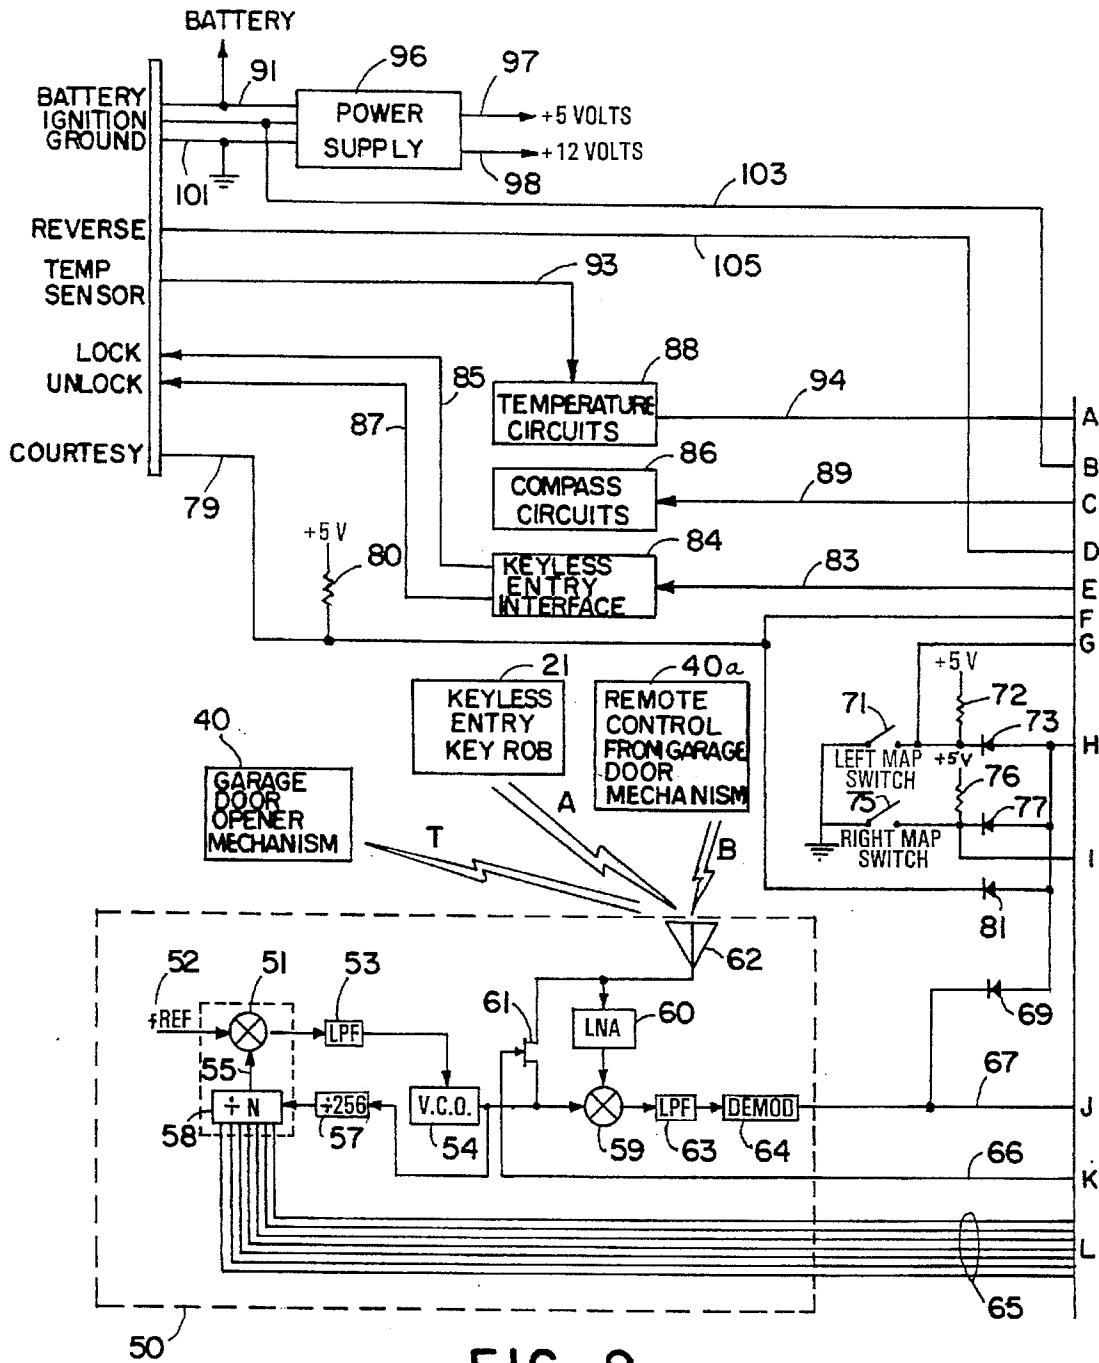 BATTERY
BATTERY
IGNITION
GROUND
91
96
97
POWER
SUPPLY
+5 VOLTS
+12 VOLTS
98
101
103
REVERSE
105
TEMP
SENSOR
93
LOCK
UNLOCK
85
87
88
TEMPERATURE
CIRCUITS
94
A
B
86
COMPASS
CIRCUITS
89
C
COURTESY
79
D
84
KEYLESS
ENTRY
INTERFACE
83
E
F
G
+5 V
80
21
KEYLESS
ENTRY
KEY ROB
40a
REMOTE
CONTROL
FROM GARAGE
DOOR
MECHANISM
+5 V
71
72
73
H
LEFT MAP
SWITCH
+5V
75
76
77
RIGHT MAP
SWITCH
I
81
69
40
GARAGE
DOOR
OPENER
MECHANISM
T
A
B
62
52
51
53
fREF
LPF
61
LNA
60
55
÷ N
58
÷256
57
V.C.O.
54
59
LPF
63
DEMOD
64
67
J
66
K
L
65
50